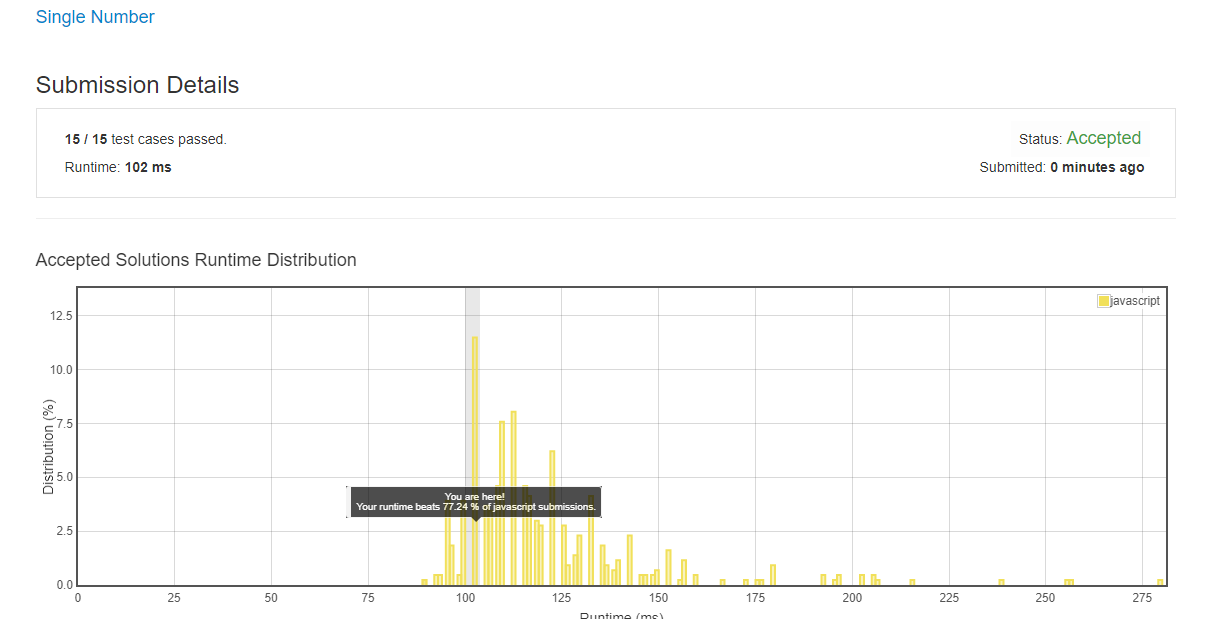 Single Number
Submission Details
15 / 15 test cases passed.
Status: Accepted
Runtime: 102 ms
Submitted: 0 minutes ago
Accepted Solutions Runtime Distribution
javascript
12.5
10.0
7.5
5.0
2.5
0.0
Distribution (%)
You are here!
Your runtime beats 77.24 % of javascript submissions.
0 25 50 75 100 125 150 175 200 225 250 275
Runtime (ms)